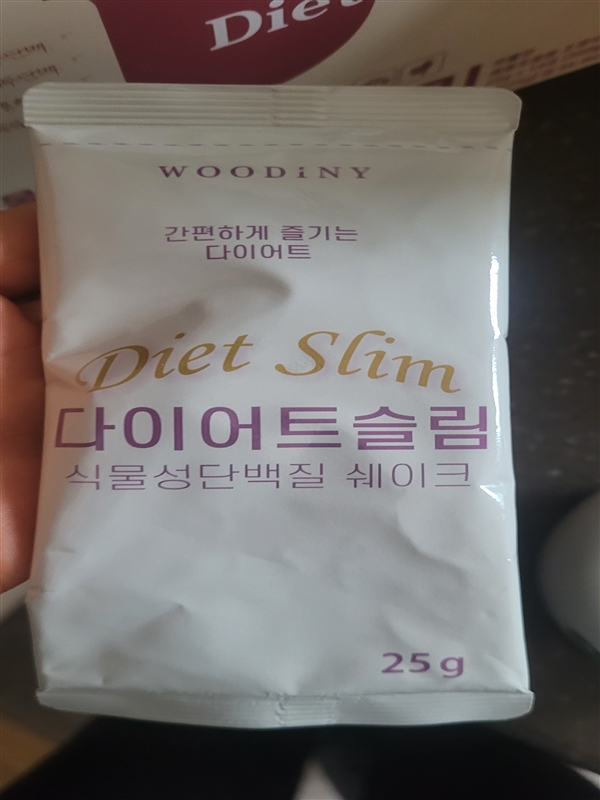 Diet
WOODiNY
간편하게 즐기는
다이어트
Diet Slim
다이어트슬림
식물성단백질 쉐이크
25g